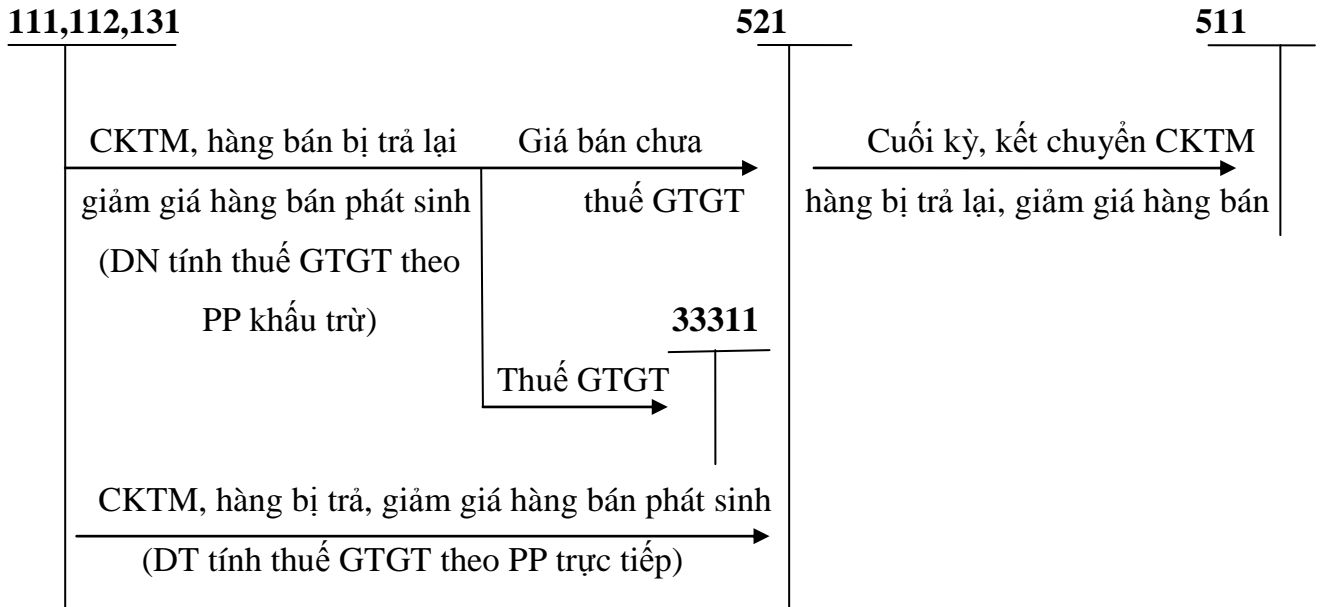 111,112,131 521 511
CKTM, hàng bán bị trả lại Giá bán chưa Cuối kỳ, kết chuyển CKTM
giảm giá hàng bán phát sinh thuế GTGT hàng bị trả lại, giảm giá hàng bán
(DN tính thuế GTGT theo
PP khấu trừ) 33311
Thuế GTGT
CKTM, hàng bị trả, giảm giá hàng bán phát sinh
(DT tính thuế GTGT theo PP trực tiếp)